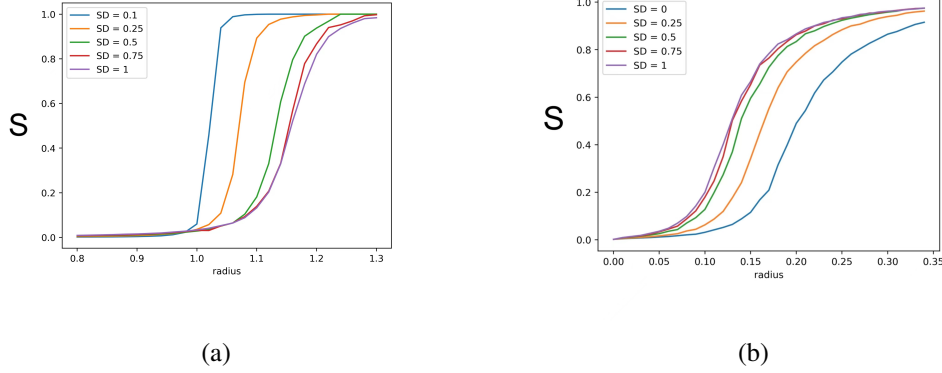 SD = 0.1
SD = 0.25
SD = 0.5
SD = 0.75
SD = 1
1.0
0.8
0.6
0.4
0.2
0.0
S
0.8 0.9 1.0 1.1 1.2 1.3
radius
(a)
SD = 0
SD = 0.25
SD = 0.5
SD = 0.75
SD = 1
1.0
0.8
0.6
0.4
0.2
0.0
S
0.00 0.05 0.10 0.15 0.20 0.25 0.30 0.35
radius
(b)